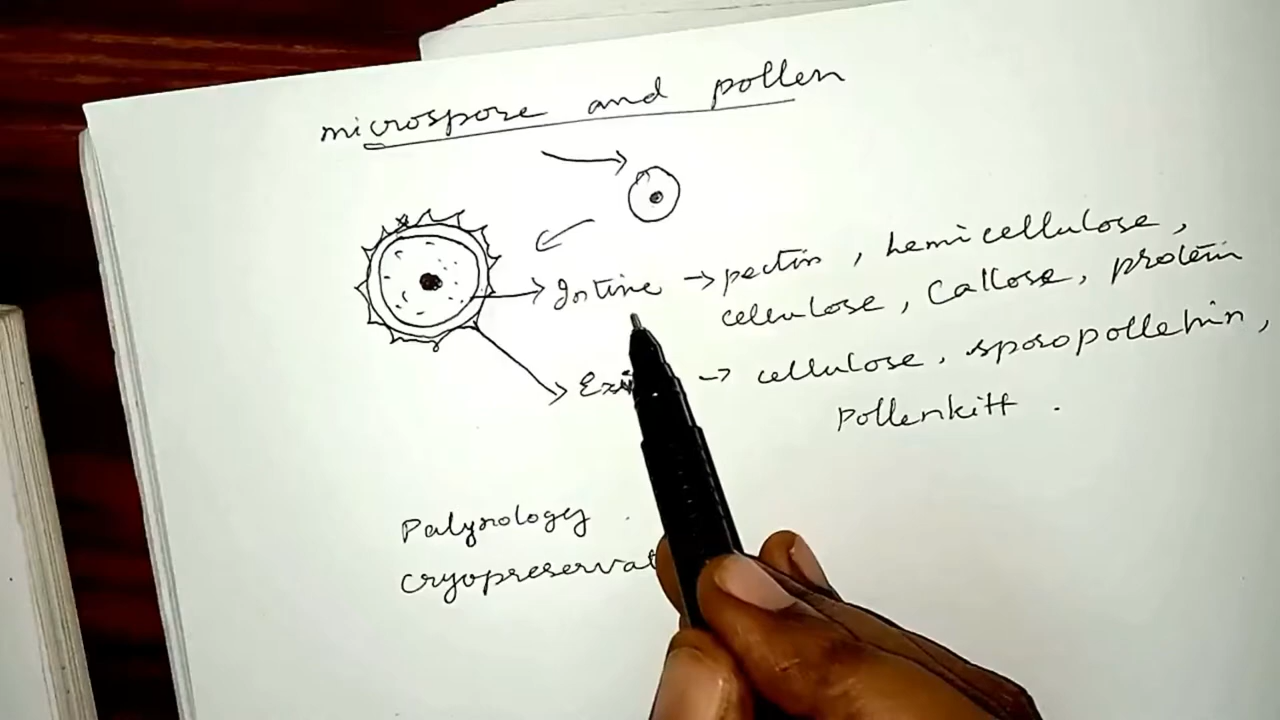 microspore and pollen
Intine → pectin, hemicellulose,
cellulose, Callose, protein
→ cellulose, sporopollenin,
Pollenkitt.
Palynology